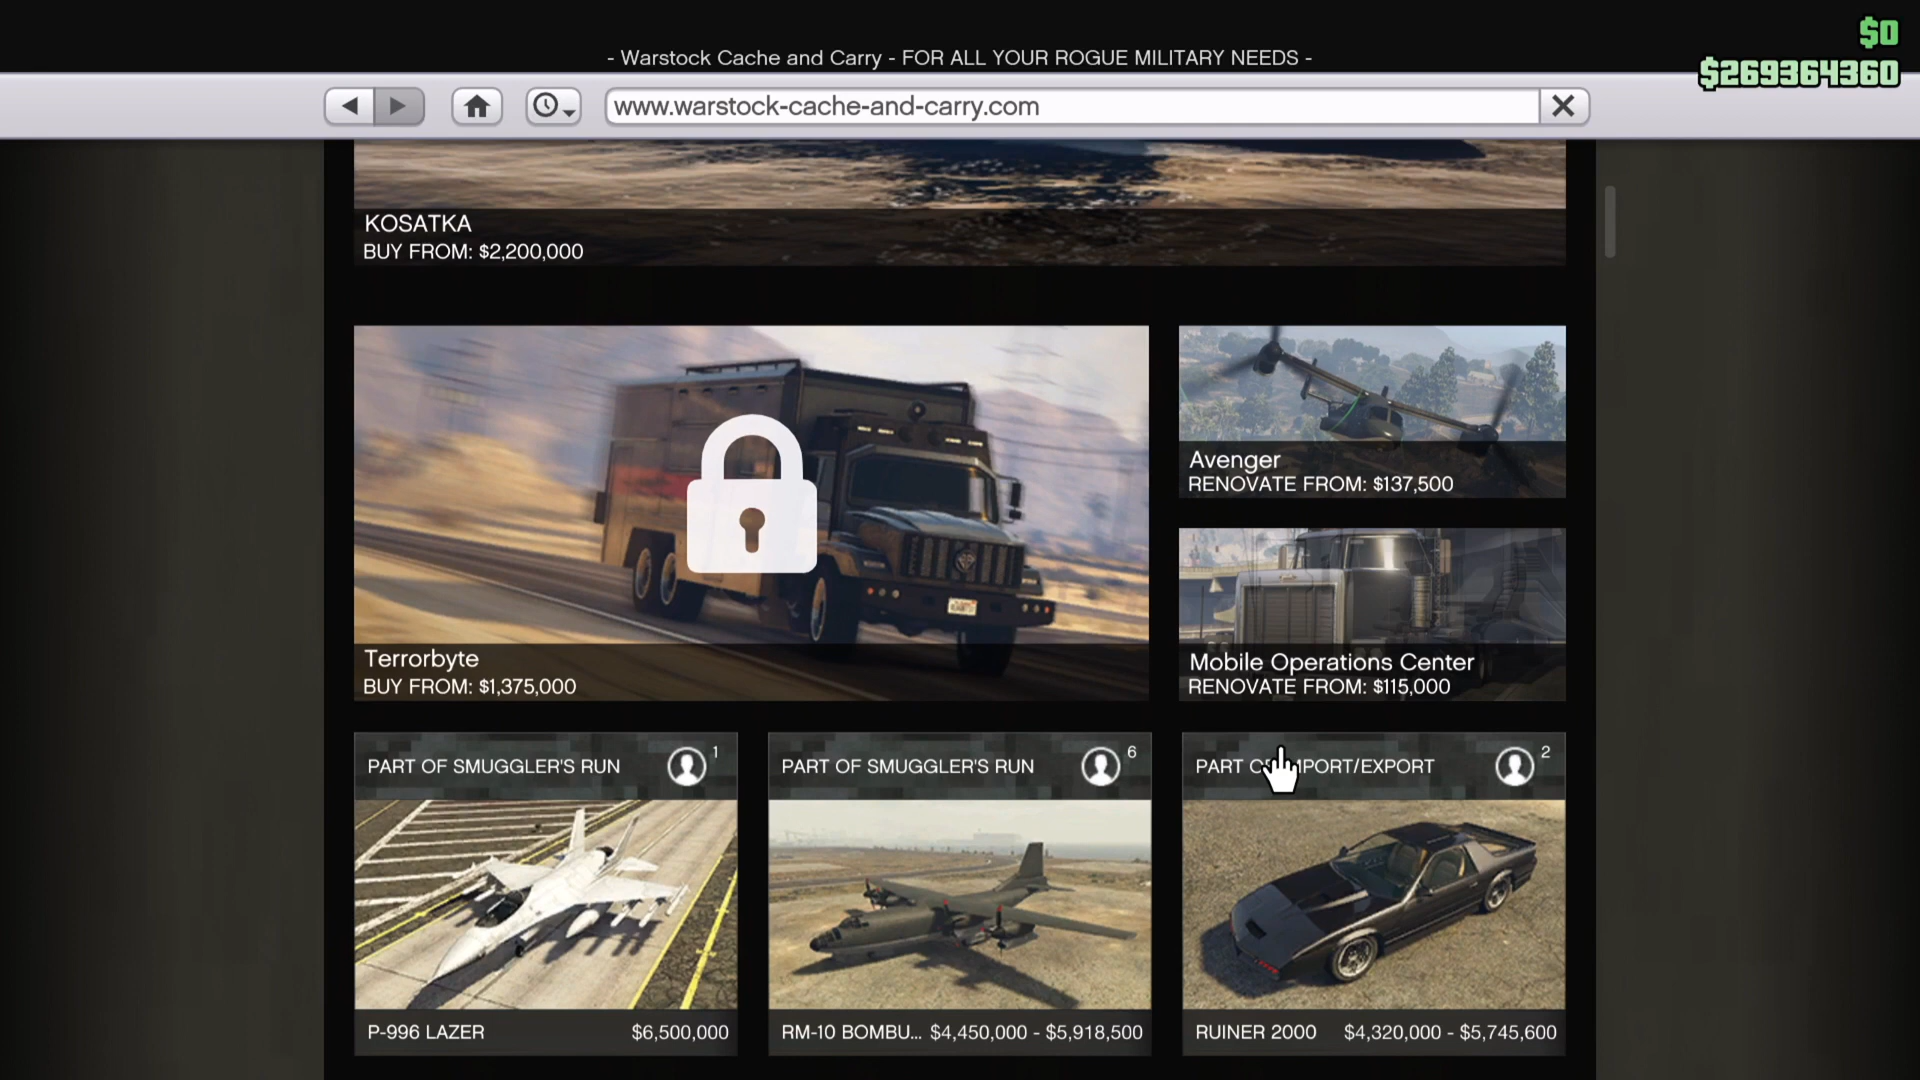 - Warstock Cache and Carry - FOR ALL YOUR ROGUE MILITARY NEEDS -
$0
$269364360
www.warstock-cache-and-carry.com
KOSATKA
BUY FROM: $2,200,000
Terrorbyte
BUY FROM: $1,375,000
Avenger
RENOVATE FROM: $137,500
Mobile Operations Center
RENOVATE FROM: $115,000
PART OF SMUGGLER'S RUN 1
P-996 LAZER $6,500,000
PART OF SMUGGLER'S RUN 6
RM-10 BOMBU... $4,450,000 - $5,918,500
PART OF IMPORT/EXPORT 2
RUINER 2000 $4,320,000 - $5,745,600